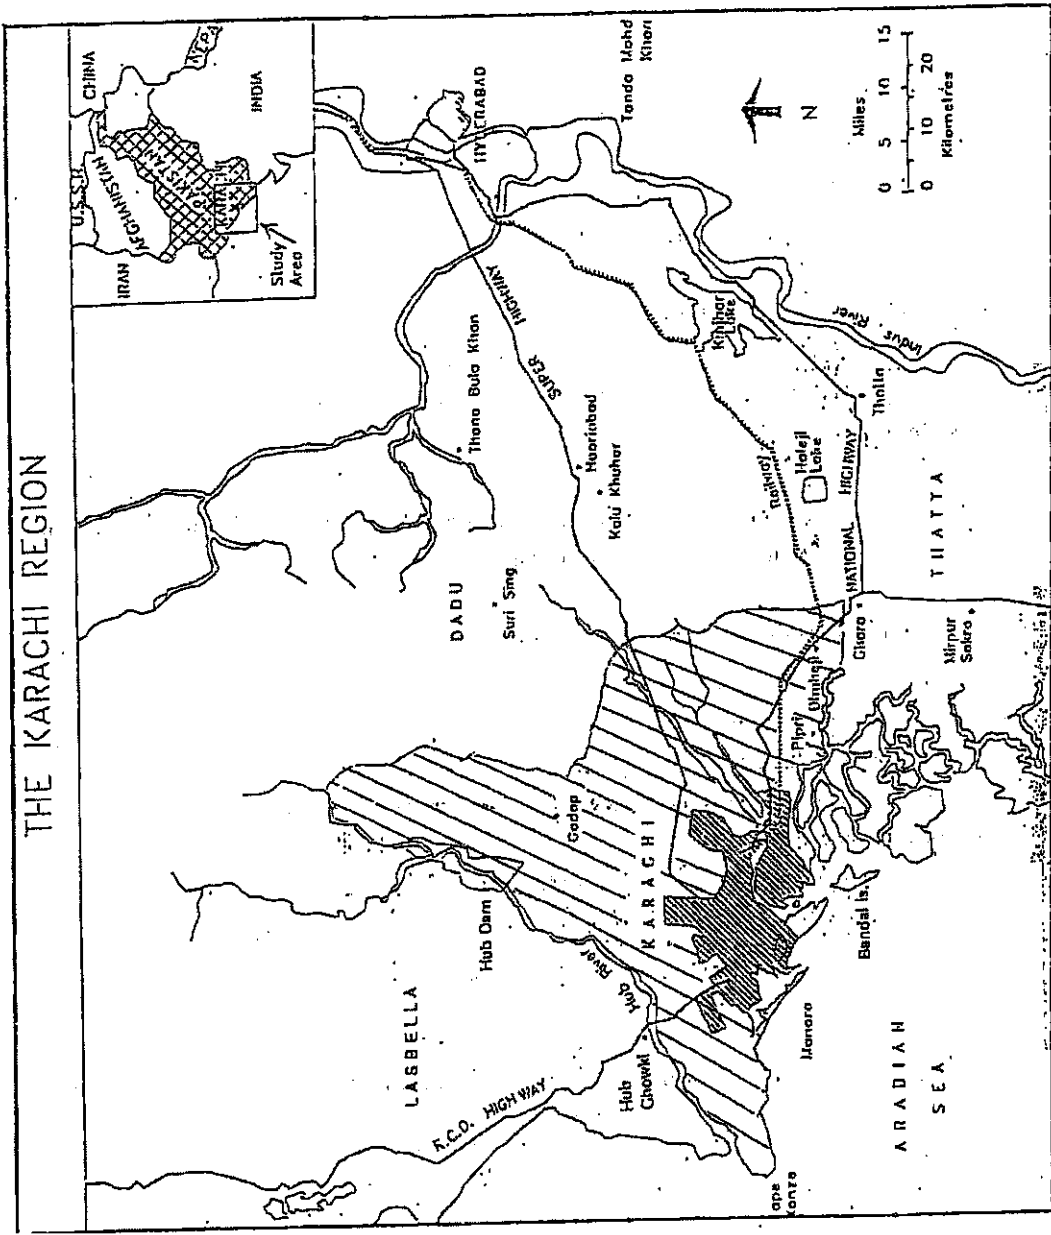 THE KARACHI REGION
U.S.S.R
CHINA
AFGHANISTAN
IRAN
PAKISTAN
INDIA
Study
Area
HYDERABAD
Tando Mohd
Khan
SUPER HIGHWAY
Thana Bula Khan
Nooriabad
Kalu Khuhar
DADU
Suri Sing
Kinjhar
Lake
Indus River
Railway
Haleji
Lake
Thatta
NATIONAL HIGHWAY
THATTA
Gharo
Mirpur
Sakro
Pipri
Dhabeji
Gadap
KARACHI
Hub Dam
Hub River
LASBELLA
R.C.D. HIGHWAY
Hub
Chowki
Bandal Is.
Manora
ARABIAN
SEA
N
Miles
0 5 10 15
0 10 20
Kilometres